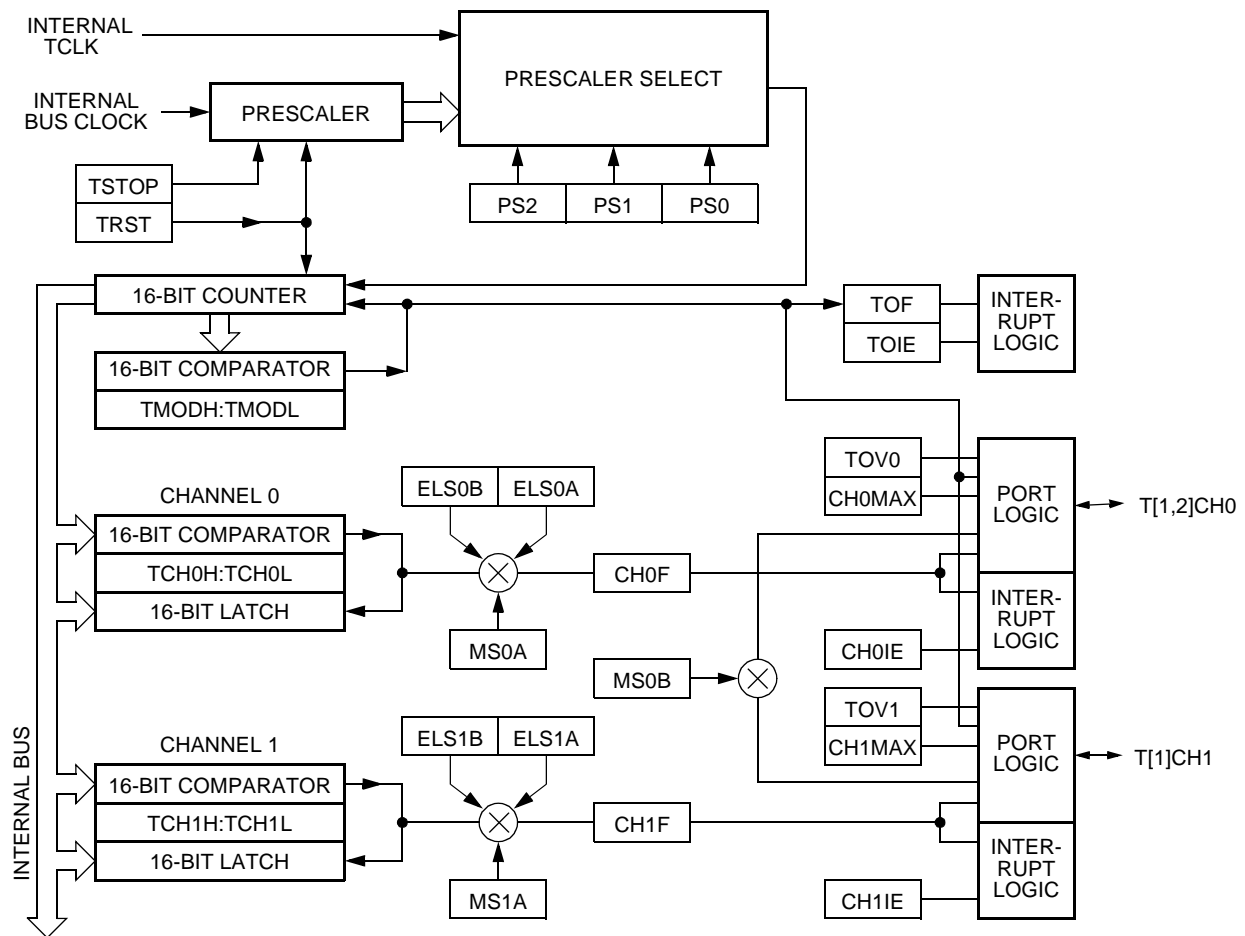 INTERNAL
TCLK
PRESCALER SELECT
INTERNAL
BUS CLOCK
PRESCALER
TSTOP
TRST
PS2
PS1
PS0
16-BIT COUNTER
TOF
TOIE
INTER-
RUPT
LOGIC
16-BIT COMPARATOR
TMODH:TMODL
CHANNEL 0
ELS0B
ELS0A
TOV0
CH0MAX
PORT
LOGIC
T[1,2]CH0
16-BIT COMPARATOR
TCH0H:TCH0L
16-BIT LATCH
CH0F
MS0A
INTER-
RUPT
LOGIC
CH0IE
MS0B
INTERNAL BUS
CHANNEL 1
ELS1B
ELS1A
TOV1
CH1MAX
PORT
LOGIC
T[1]CH1
16-BIT COMPARATOR
TCH1H:TCH1L
16-BIT LATCH
CH1F
MS1A
INTER-
RUPT
LOGIC
CH1IE